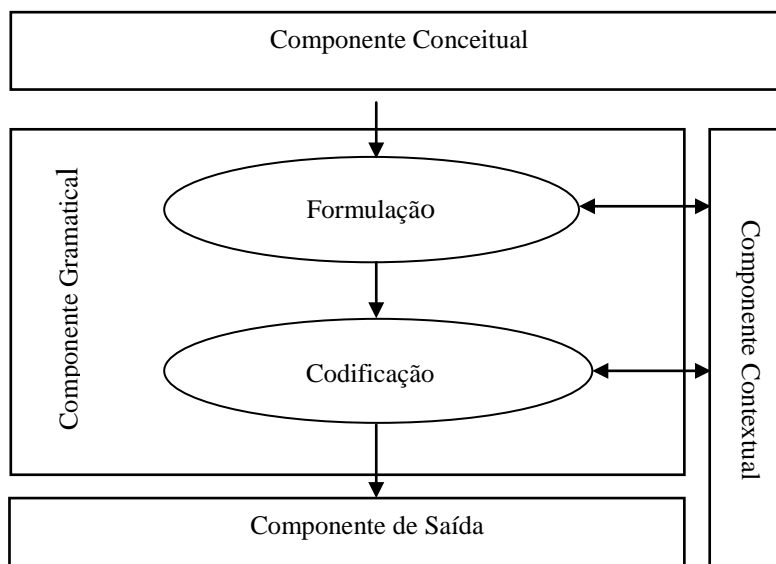 Componente Conceitual
Componente Gramatical
Formulação
Componente Contextual
Codificação
Componente de Saída